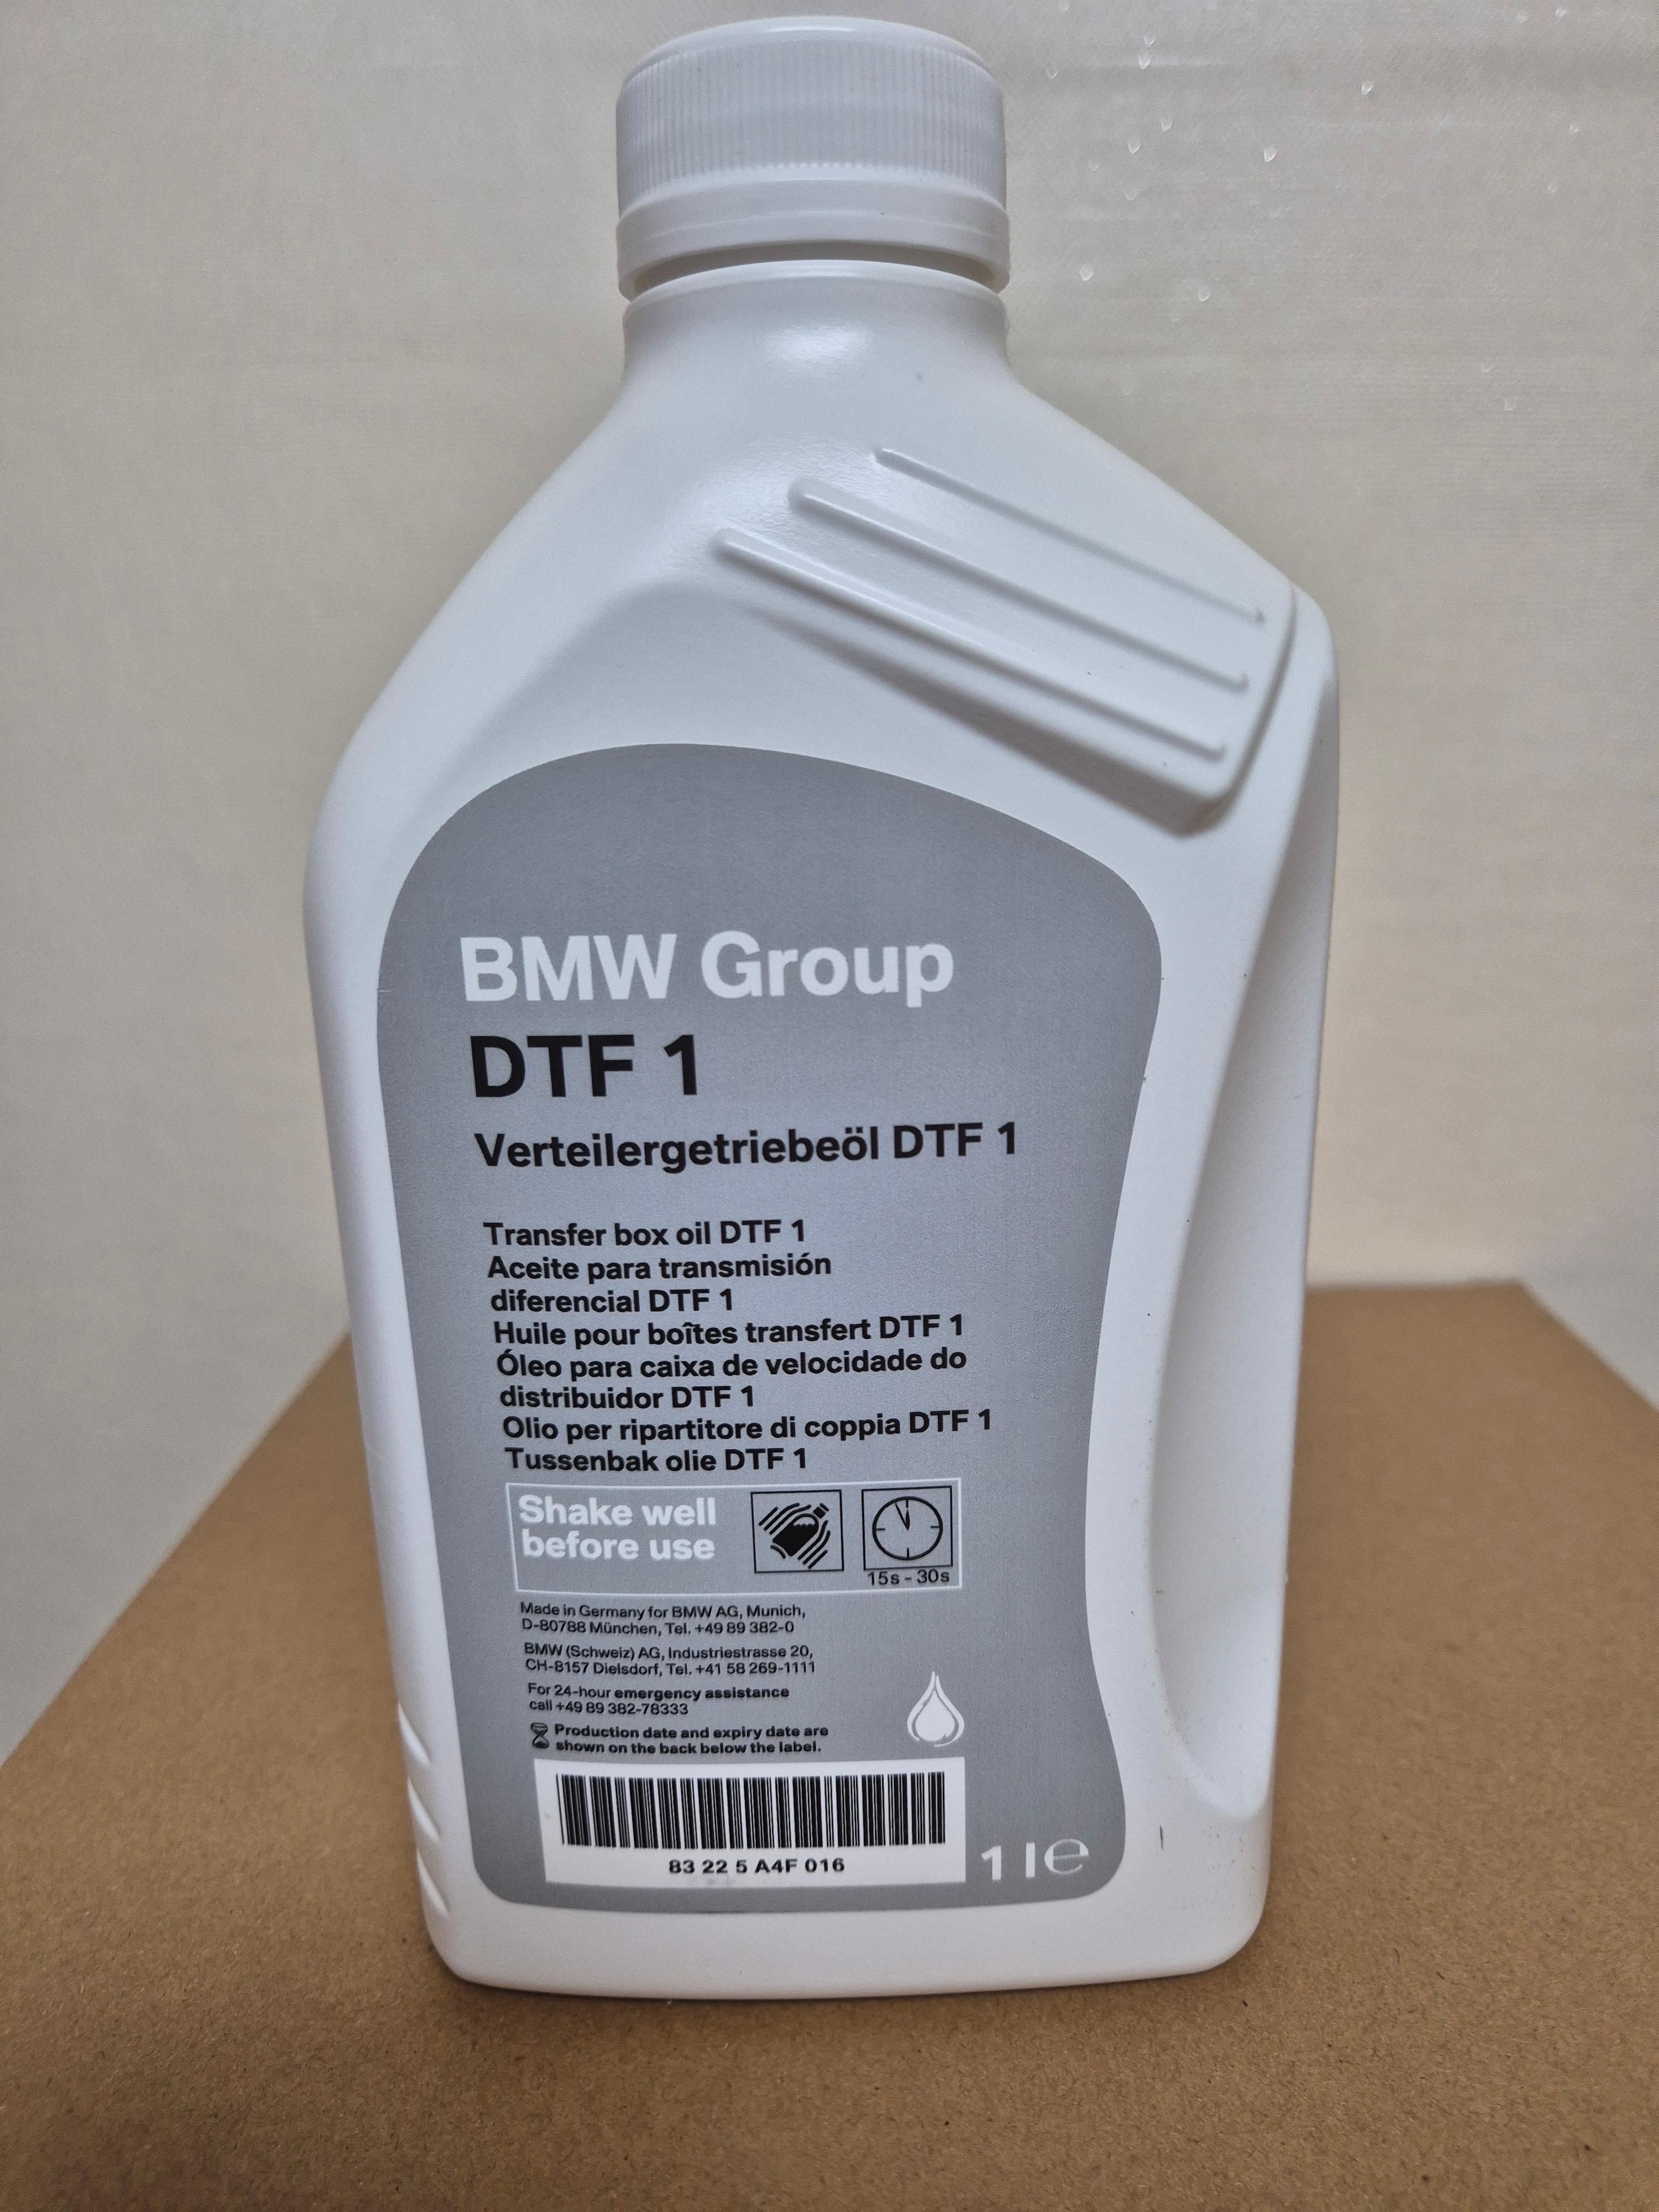 BMW Group
DTF 1
Verteilergetriebeöl DTF 1
Transfer box oil DTF 1
Aceite para transmisión
diferencial DTF 1
Huile pour boîtes transfert DTF 1
Óleo para caixa de velocidade do
distribuidor DTF 1
Olio per ripartitore di coppia DTF 1
Tussenbak olie DTF 1
Shake well
before use
15s - 30s
Made in Germany for BMW AG, Munich,
D-80788 München, Tel. +49 89 382-0
BMW (Schweiz) AG, Industriestrasse 20,
CH-8157 Dielsdorf, Tel. +41 58 269-1111
For 24-hour emergency assistance
call +49 89 382-78333
Production date and expiry date are
shown on the back below the label.
83 22 5 A4F 016
1 l ℮